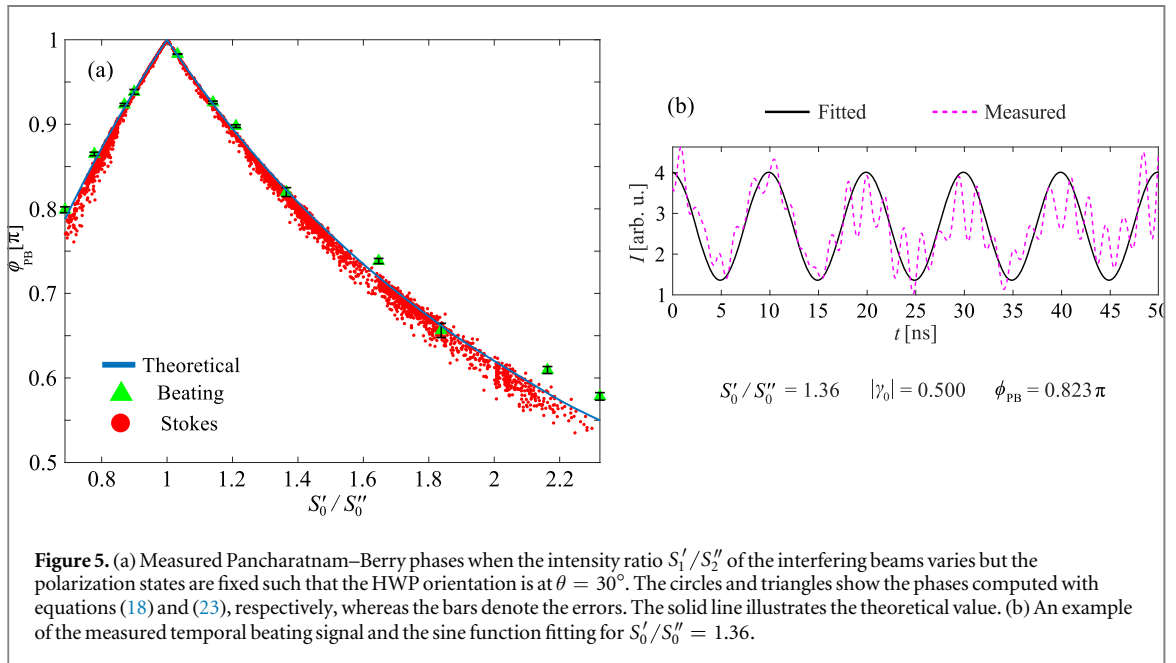 (a)
1
0.9
0.8
0.7
0.6
0.5
φ_PB [π]
0.8 1 1.2 1.4 1.6 1.8 2 2.2
S′₀ / S″₀
Theoretical
Beating
Stokes
(b) Fitted Measured
4
3
2
1
I [arb. u.]
0 5 10 15 20 25 30 35 40 45 50
t [ns]
S′₀ / S″₀ = 1.36 |γ₀| = 0.500 ϕ_PB = 0.823 π
Figure 5. (a) Measured Pancharatnam–Berry phases when the intensity ratio S′₁/S″₂ of the interfering beams varies but the
polarization states are fixed such that the HWP orientation is at θ = 30°. The circles and triangles show the phases computed with
equations (18) and (23), respectively, whereas the bars denote the errors. The solid line illustrates the theoretical value. (b) An example
of the measured temporal beating signal and the sine function fitting for S′₀/S″₀ = 1.36.